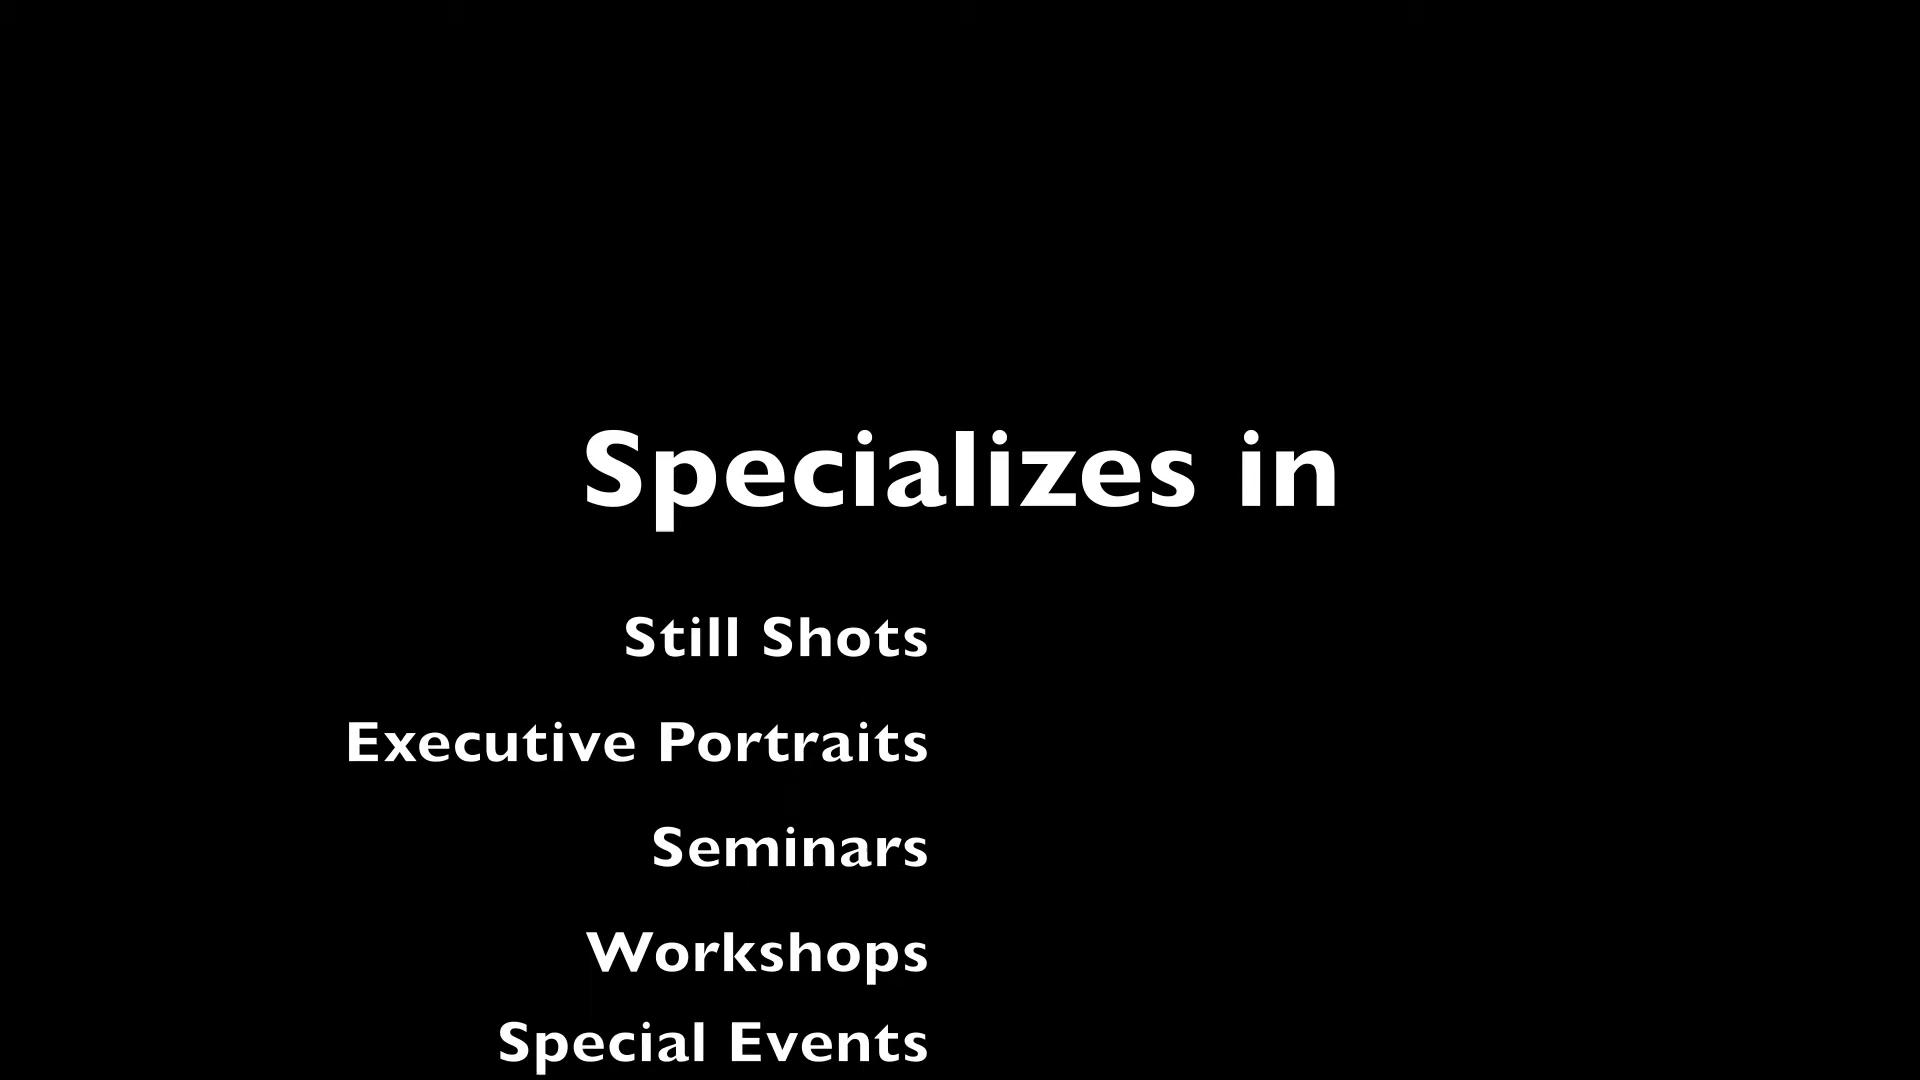 Specializes in
Still Shots
Executive Portraits
Seminars
Workshops
Special Events